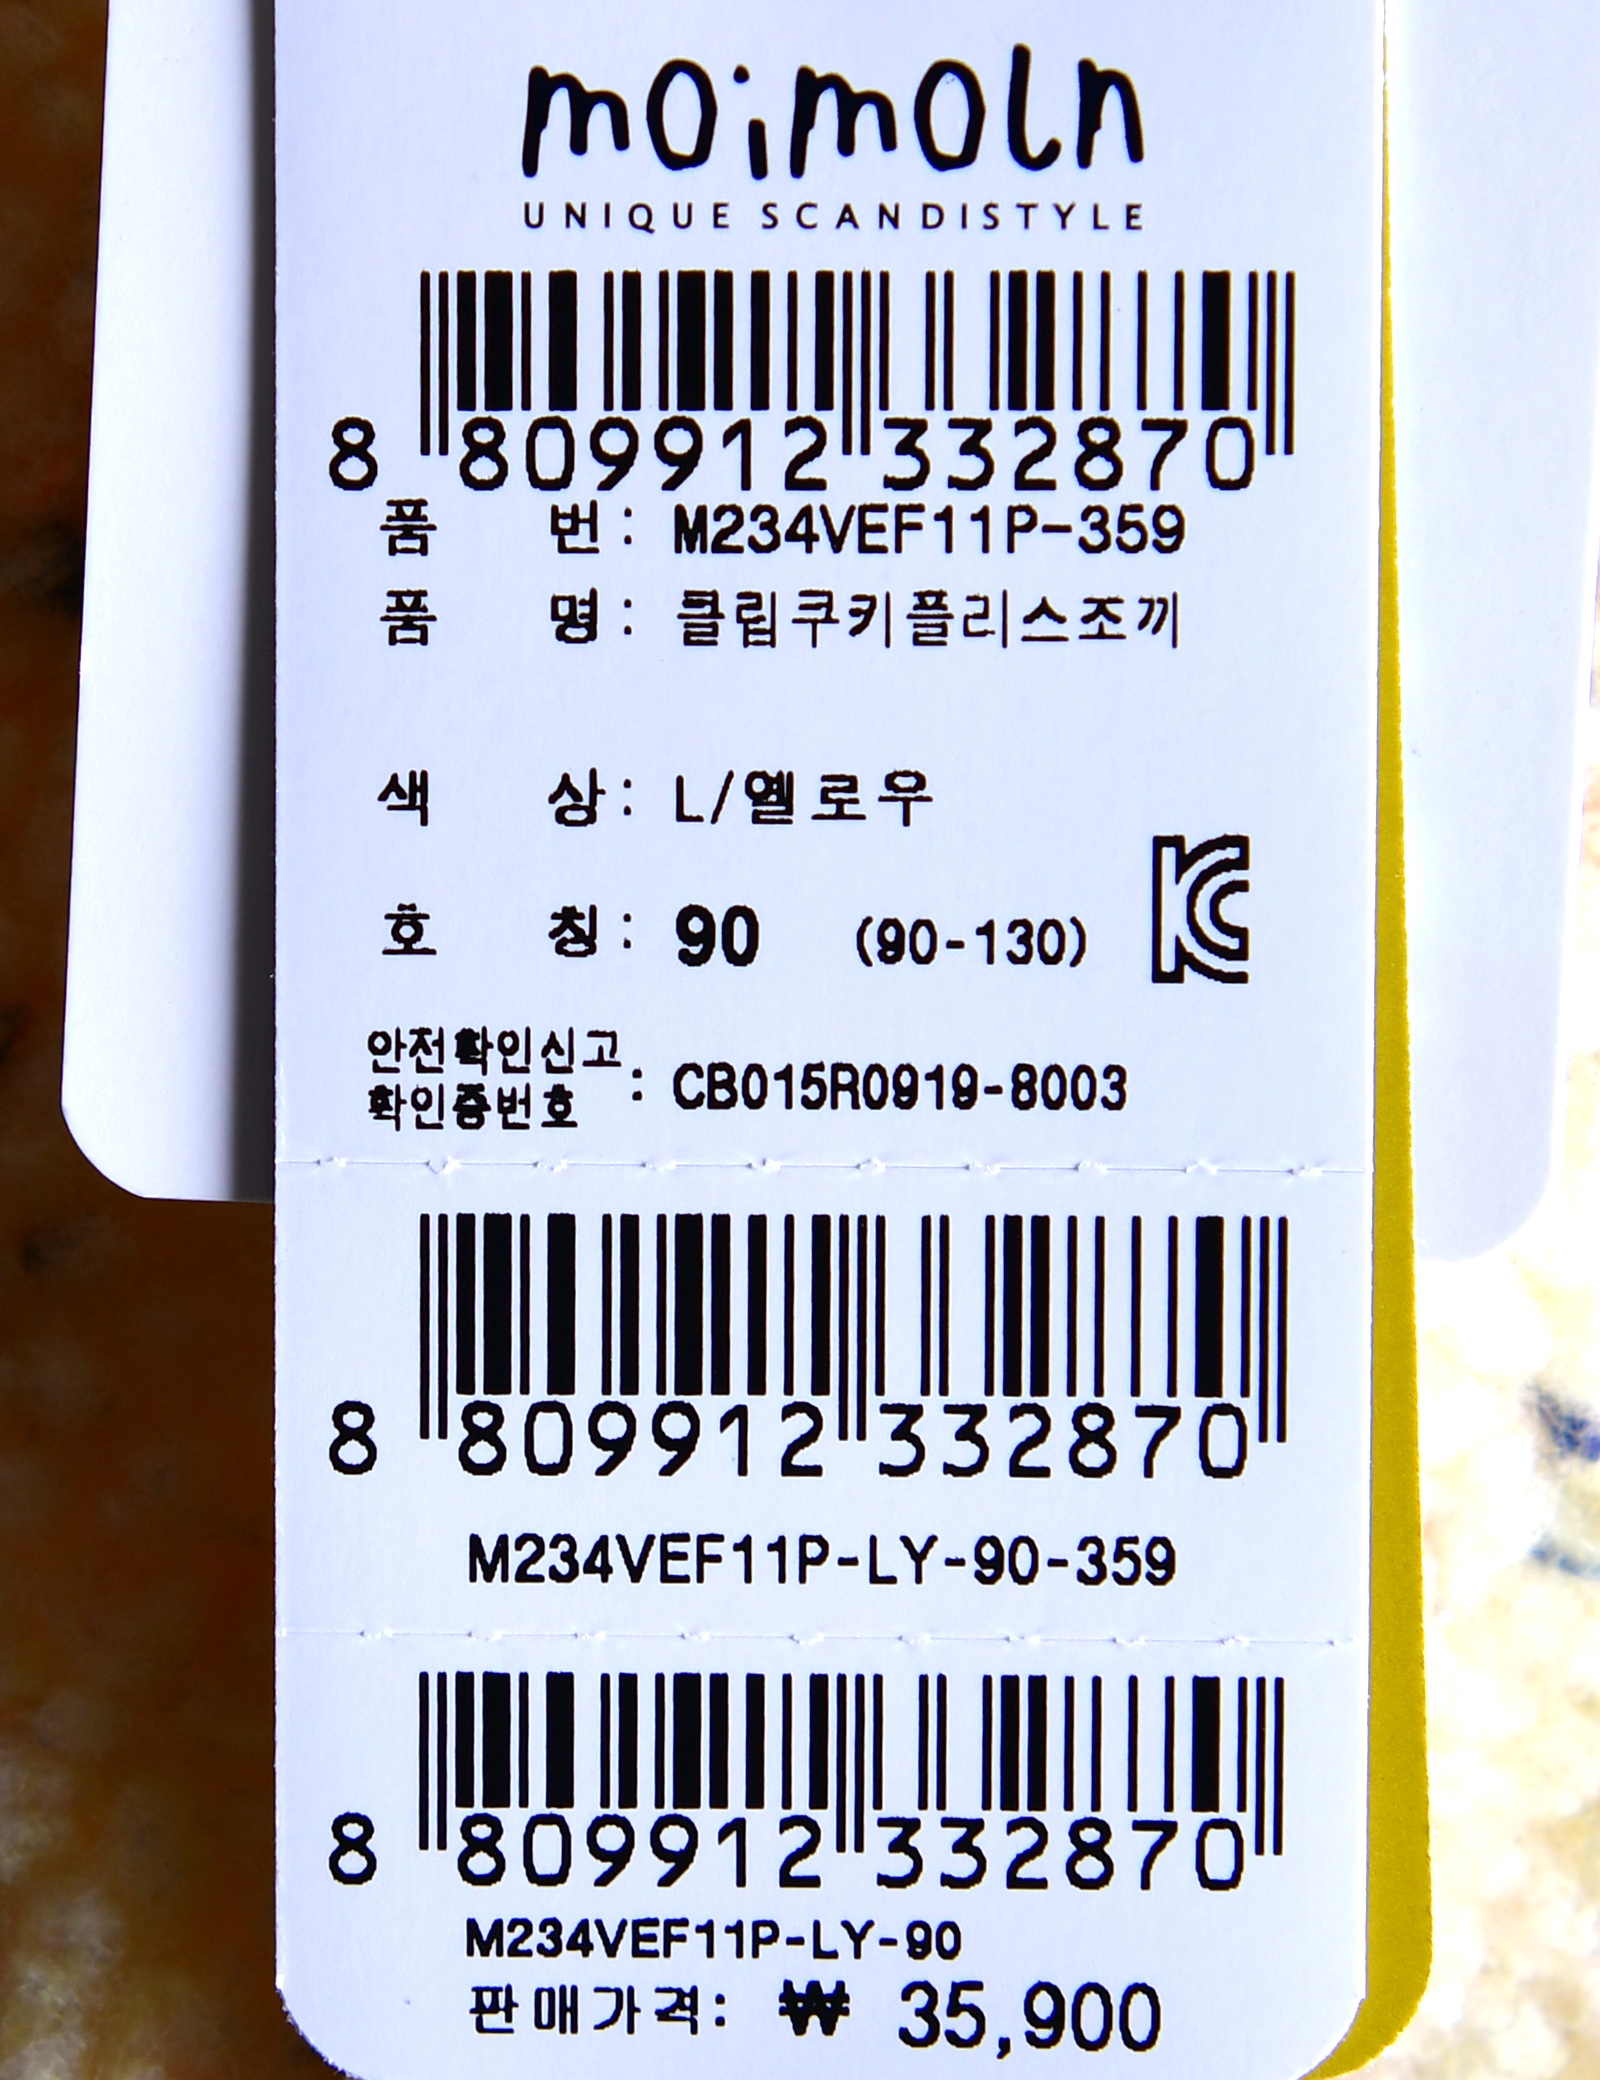 moimoln
UNIQUE SCANDISTYLE
8 809912 332870
품 번 : M234VEF11P-359
품 명 : 클립쿠키플리스조끼
색 상 : L/옐로우
호 칭 : 90 (90-130)
KC
안전확인신고
확인증번호 : CB015R0919-8003
8 809912 332870
M234VEF11P-LY-90-359
8 809912 332870
M234VEF11P-LY-90
판매가격: ₩ 35,900